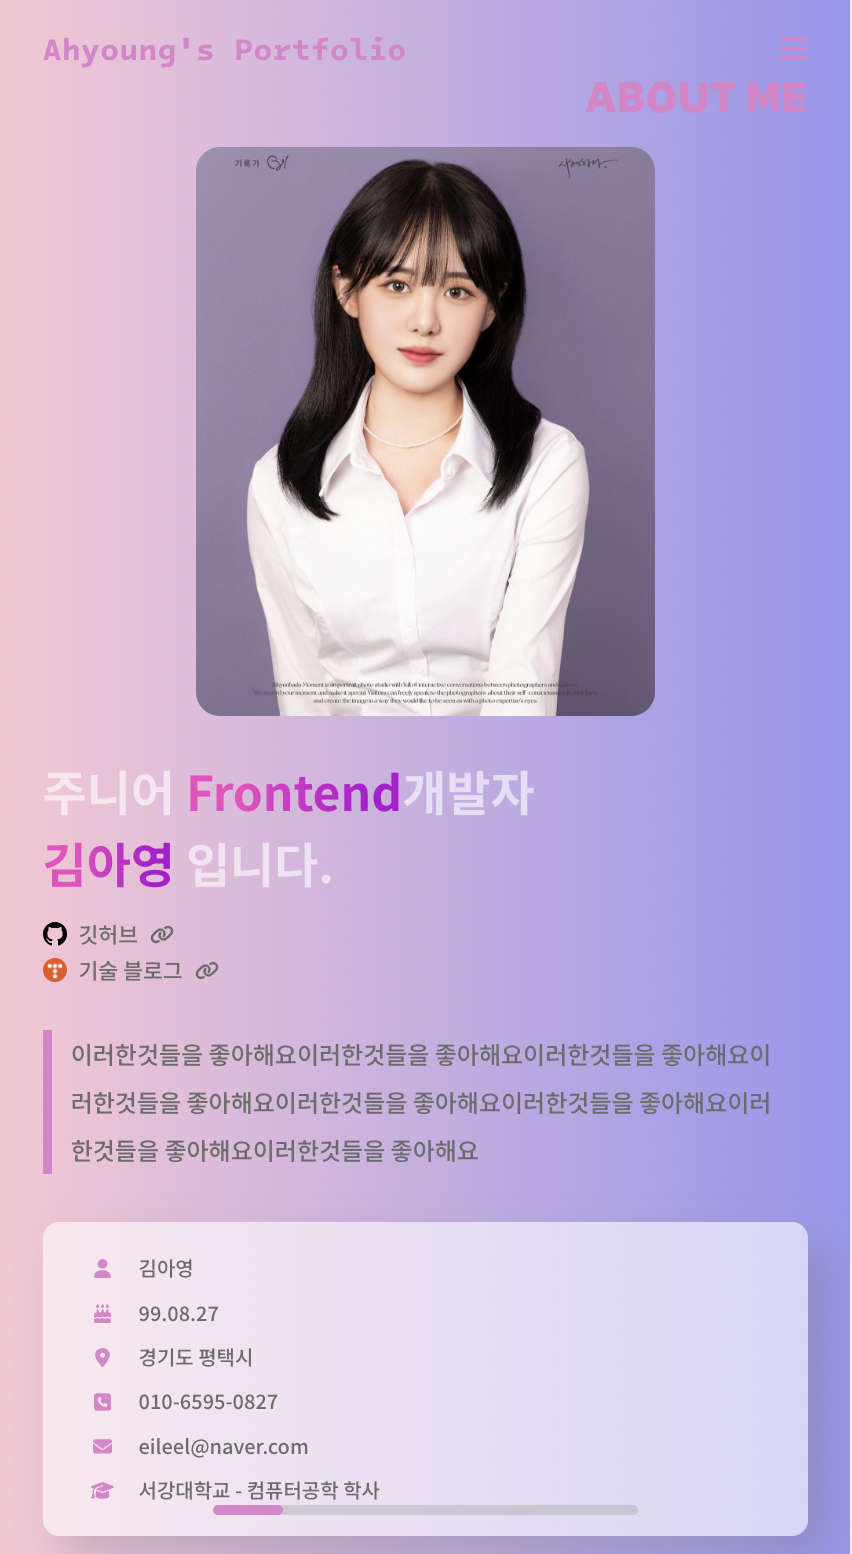 Ahyoung's Portfolio
ABOUT ME
기록가
주니어 Frontend개발자
김아영 입니다.
깃허브
기술 블로그
이러한것들을 좋아해요이러한것들을 좋아해요이러한것들을 좋아해요이
러한것들을 좋아해요이러한것들을 좋아해요이러한것들을 좋아해요이러
한것들을 좋아해요이러한것들을 좋아해요
김아영
99.08.27
경기도 평택시
010-6595-0827
eileel@naver.com
서강대학교 - 컴퓨터공학 학사